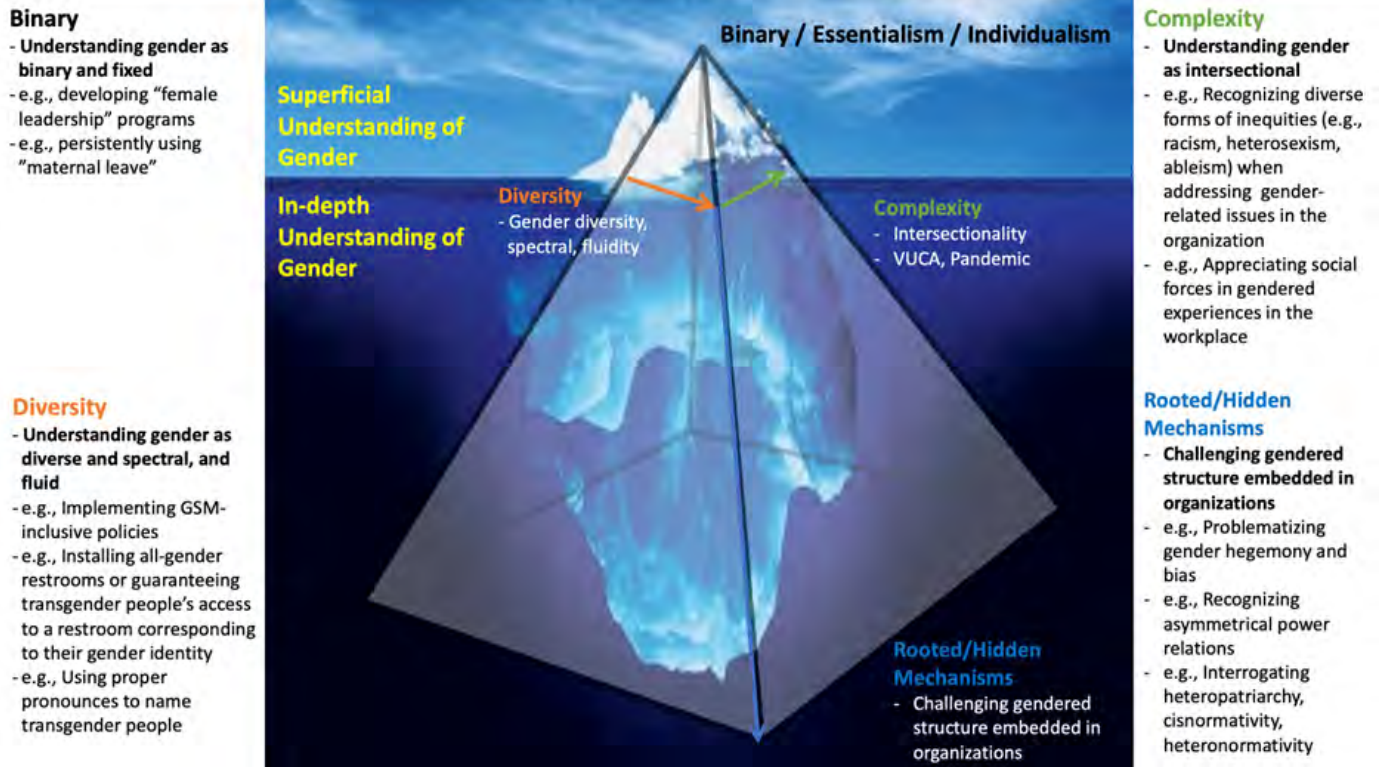 Binary
- Understanding gender as
binary and fixed
- e.g., developing “female
leadership” programs
- e.g., persistently using
”maternal leave”
Diversity
- Understanding gender as
diverse and spectral, and
fluid
- e.g., Implementing GSM-
inclusive policies
- e.g., Installing all-gender
restrooms or guaranteeing
transgender people’s access
to a restroom corresponding
to their gender identity
- e.g., Using proper
pronounces to name
transgender people
Binary / Essentialism / Individualism
Superficial
Understanding of
Gender
In-depth
Understanding of
Gender
Diversity
- Gender diversity,
spectral, fluidity
Complexity
- Intersectionality
- VUCA, Pandemic
Rooted/Hidden
Mechanisms
- Challenging gendered
structure embedded in
organizations
Complexity
- Understanding gender
as intersectional
- e.g., Recognizing diverse
forms of inequities (e.g.,
racism, heterosexism,
ableism) when
addressing gender-
related issues in the
organization
- e.g., Appreciating social
forces in gendered
experiences in the
workplace
Rooted/Hidden
Mechanisms
- Challenging gendered
structure embedded in
organizations
- e.g., Problematizing
gender hegemony and
bias
- e.g., Recognizing
asymmetrical power
relations
- e.g., Interrogating
heteropatriarchy,
cisnormativity,
heteronormativity